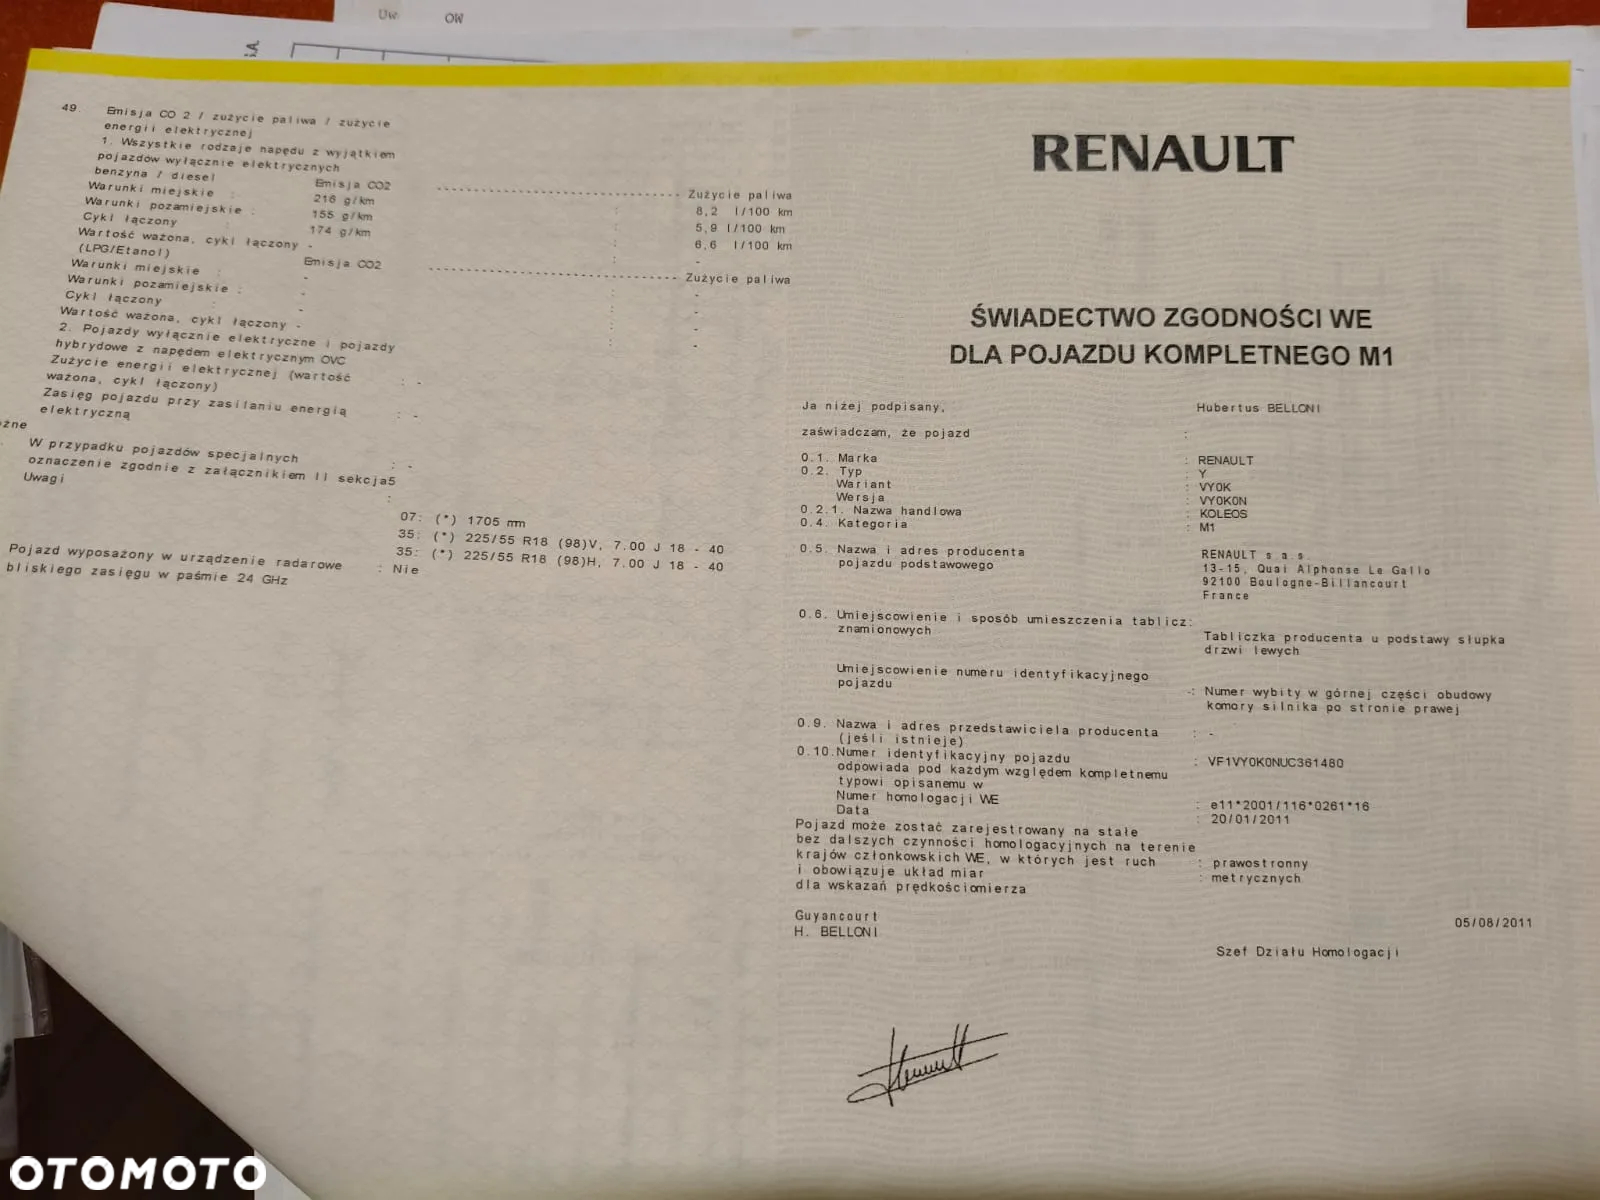 Uw OW
S.A.
49. Emisja CO 2 / zużycie paliwa / zużycie
energii elektrycznej
1. Wszystkie rodzaje napędu z wyjątkiem
pojazdów wyłącznie elektrycznych
benzyna / diesel Emisja CO2 Zużycie paliwa
Warunki miejskie : 216 g/km : 8,2 l/100 km
Warunki pozamiejskie : 155 g/km : 5,9 l/100 km
Cykl łączony : 174 g/km : 6,6 l/100 km
Wartość ważona, cykl łączony - : -
(LPG/Etanol) Emisja CO2 Zużycie paliwa
Warunki miejskie : - : -
Warunki pozamiejskie : - : -
Cykl łączony : - : -
Wartość ważona, cykl łączony - : -
2. Pojazdy wyłącznie elektryczne i pojazdy
hybrydowe z napędem elektrycznym OVC
Zużycie energii elektrycznej (wartość : -
ważona, cykl łączony)
Zasięg pojazdu przy zasilaniu energią : -
elektryczną
W przypadku pojazdów specjalnych : -
oznaczenie zgodnie z załącznikiem II sekcja5
Uwagi :
07: (*) 1705 mm
35: (*) 225/55 R18 (98)V, 7.00 J 18 - 40
35: (*) 225/55 R18 (98)H, 7.00 J 18 - 40
Pojazd wyposażony w urządzenie radarowe : Nie
bliskiego zasięgu w paśmie 24 GHz
RENAULT
ŚWIADECTWO ZGODNOŚCI WE
DLA POJAZDU KOMPLETNEGO M1
Ja niżej podpisany, Hubertus BELLONI
zaświadczam, że pojazd :
0.1. Marka : RENAULT
0.2. Typ : Y
Wariant : VY0K
Wersja : VY0K0N
0.2.1. Nazwa handlowa : KOLEOS
0.4. Kategoria : M1
0.5. Nazwa i adres producenta RENAULT s.a.s.
pojazdu podstawowego 13-15, Quai Alphonse Le Gallo
92100 Boulogne-Billancourt
France
0.6. Umiejscowienie i sposób umieszczenia tablicz:
znamionowych Tabliczka producenta u podstawy słupka
drzwi lewych
Umiejscowienie numeru identyfikacyjnego
pojazdu -: Numer wybity w górnej części obudowy
komory silnika po stronie prawej
0.9. Nazwa i adres przedstawiciela producenta : -
(jeśli istnieje)
0.10.Numer identyfikacyjny pojazdu : VF1VY0K0NUC361480
odpowiada pod każdym względem kompletnemu
typowi opisanemu w
Numer homologacji WE : e11*2001/116*0261*16
Data : 20/01/2011
Pojazd może zostać zarejestrowany na stałe
bez dalszych czynności homologacyjnych na terenie
krajów członkowskich WE, w których jest ruch : prawostronny
i obowiązuje układ miar : metrycznych
dla wskazań prędkościomierza
Guyancourt 05/08/2011
H. BELLONI
Szef Działu Homologacji
OTOMOTO